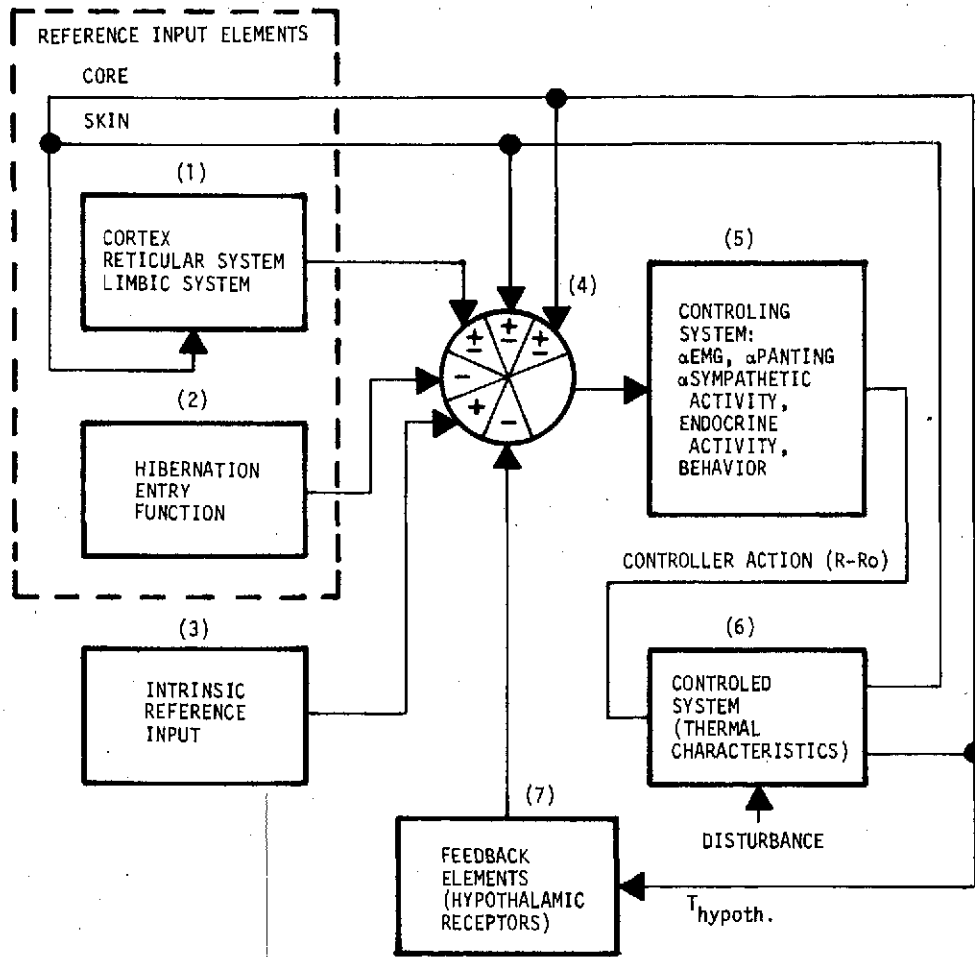 REFERENCE INPUT ELEMENTS
CORE
SKIN
(1)
CORTEX
RETICULAR SYSTEM
LIMBIC SYSTEM
(2)
HIBERNATION
ENTRY
FUNCTION
(3)
INTRINSIC
REFERENCE
INPUT
(4)
±
±
±
-
+
-
(5)
CONTROLING
SYSTEM:
αEMG, αPANTING
αSYMPATHETIC
ACTIVITY,
ENDOCRINE
ACTIVITY,
BEHAVIOR
CONTROLLER ACTION (R-Ro)
(6)
CONTROLED
SYSTEM
(THERMAL
CHARACTERISTICS)
DISTURBANCE
(7)
FEEDBACK
ELEMENTS
(HYPOTHALAMIC
RECEPTORS)
Thypoth.